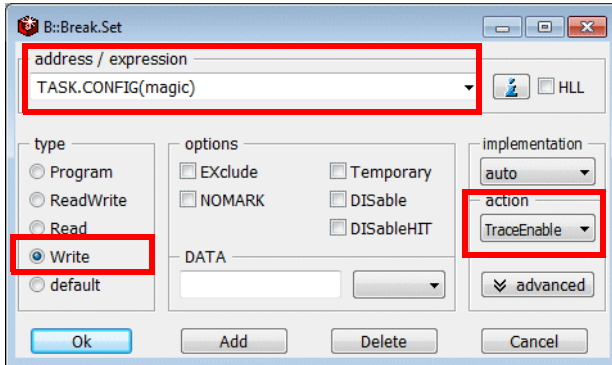 B::Break.Set
address / expression
TASK.CONFIG(magic)
HLL
type
options
implementation
Program
EXclude
Temporary
auto
ReadWrite
NOMARK
DISable
action
Read
DISableHIT
TraceEnable
Write
DATA
default
advanced
Ok
Add
Delete
Cancel